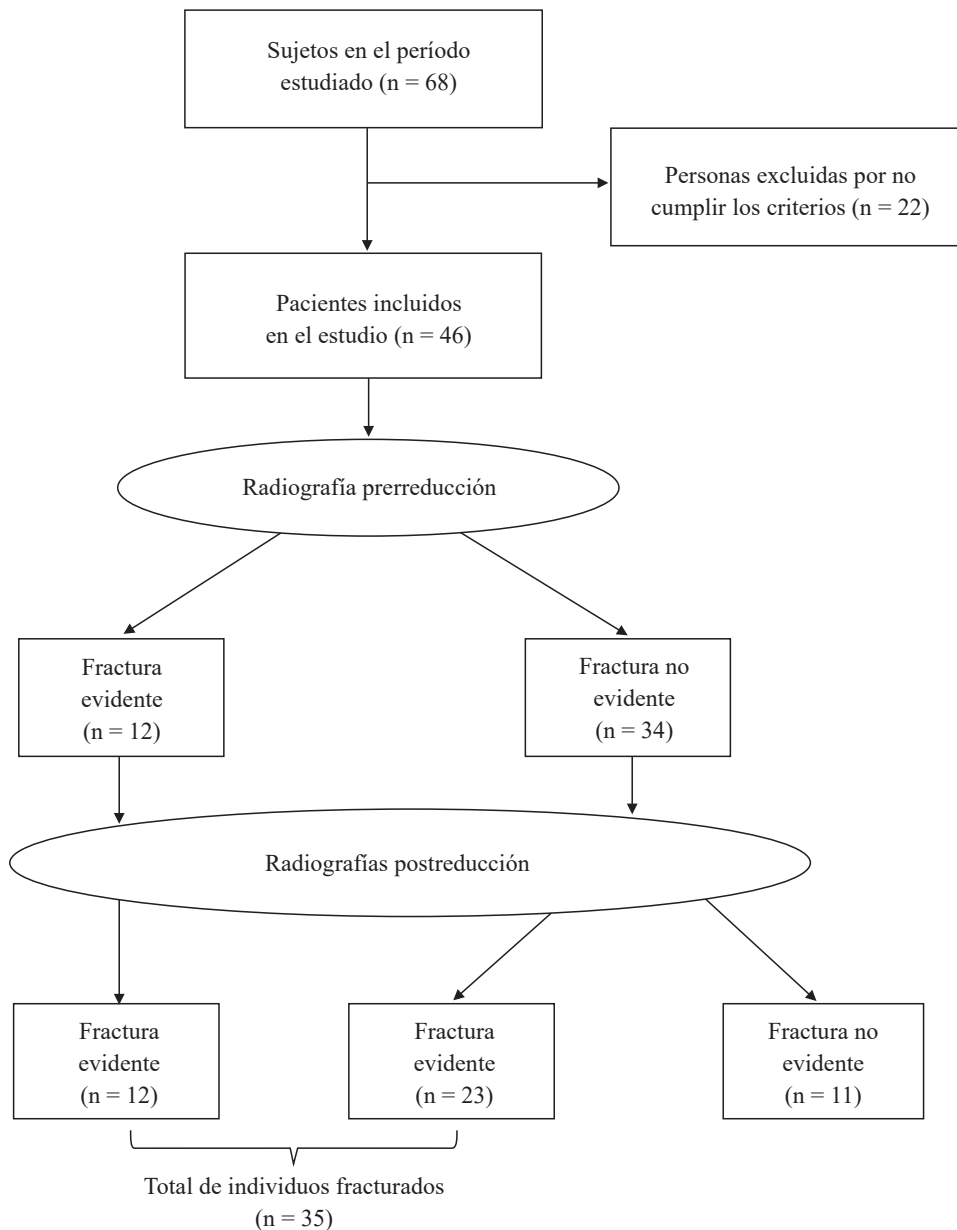 Sujetos en el período
estudiado (n = 68)
Personas excluidas por no
cumplir los criterios (n = 22)
Pacientes incluidos
en el estudio (n = 46)
Radiografía prerreducción
Fractura
evidente
(n = 12)
Fractura no
evidente
(n = 34)
Radiografías postreducción
Fractura
evidente
(n = 12)
Fractura
evidente
(n = 23)
Fractura no
evidente
(n = 11)
Total de individuos fracturados
(n = 35)